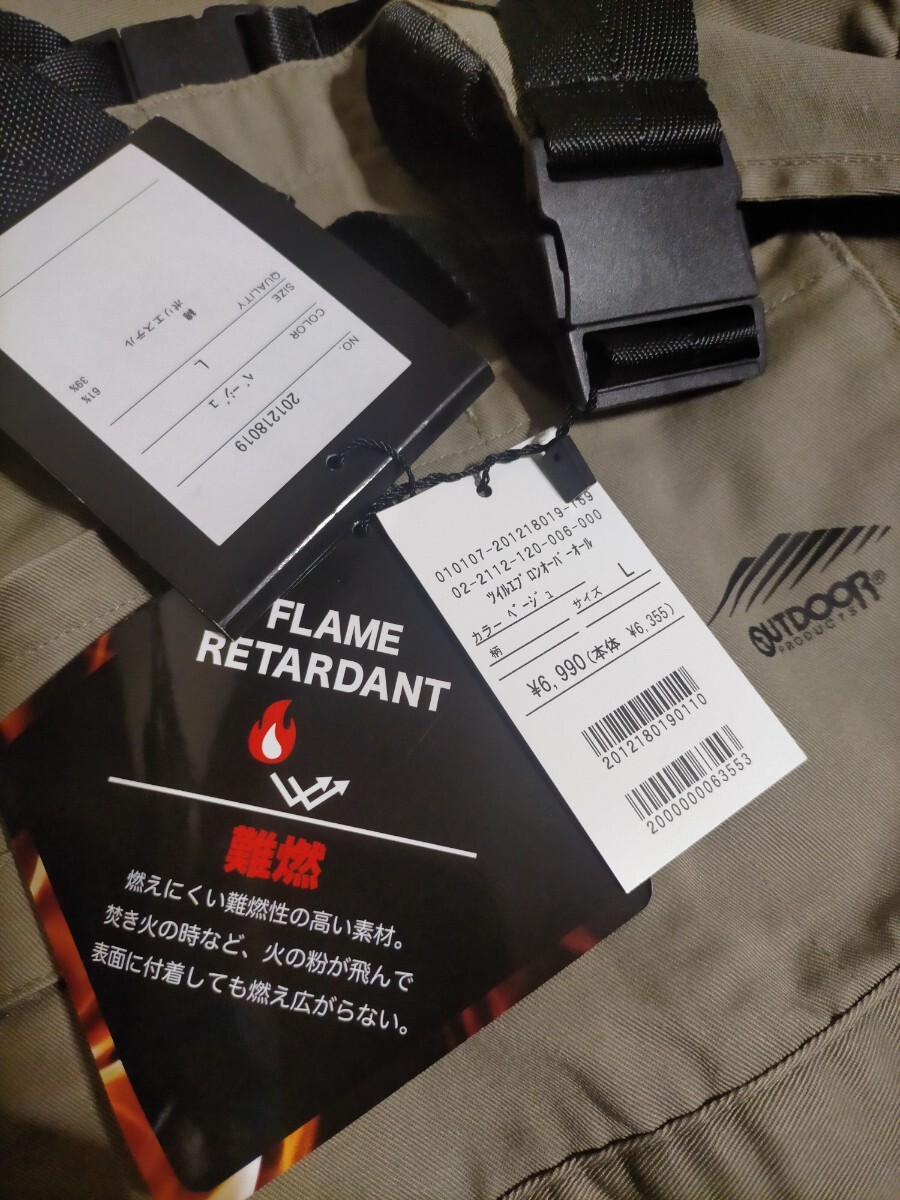 NO.
201218019
COLOR
ベージュ
SIZE
L
QUALITY
綿
61%
ポリエステル
39%
010107-201218019-169
02-2112-120-006-000
ツイルエプ ロンオーバーオール
カラー ベージュ
サイズ L
柄
¥6,990(本体 ¥6,355)
2012180190110
2000000063553
OUTDOOR®
PRODUCTS
FLAME
RETARDANT
難燃
燃えにくい難燃性の高い素材。
焚き火の時など、火の粉が飛んで
表面に付着しても燃え広がらない。